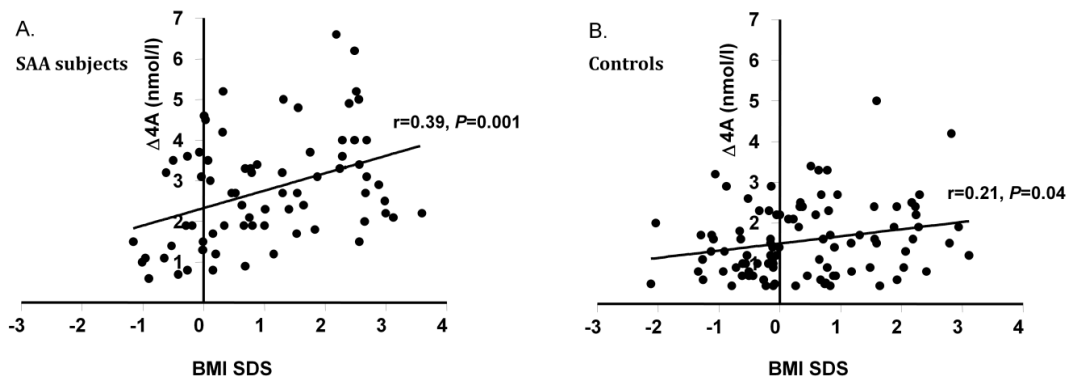 A.
SAA subjects
Δ4A (nmol/l)
7
6
5
4
3
2
1
r=0.39, P=0.001
-3 -2 -1 0 1 2 3 4
BMI SDS
B.
Controls
Δ4A (nmol/l)
7
6
5
4
3
2
1
r=0.21, P=0.04
-3 -2 -1 0 1 2 3 4
BMI SDS